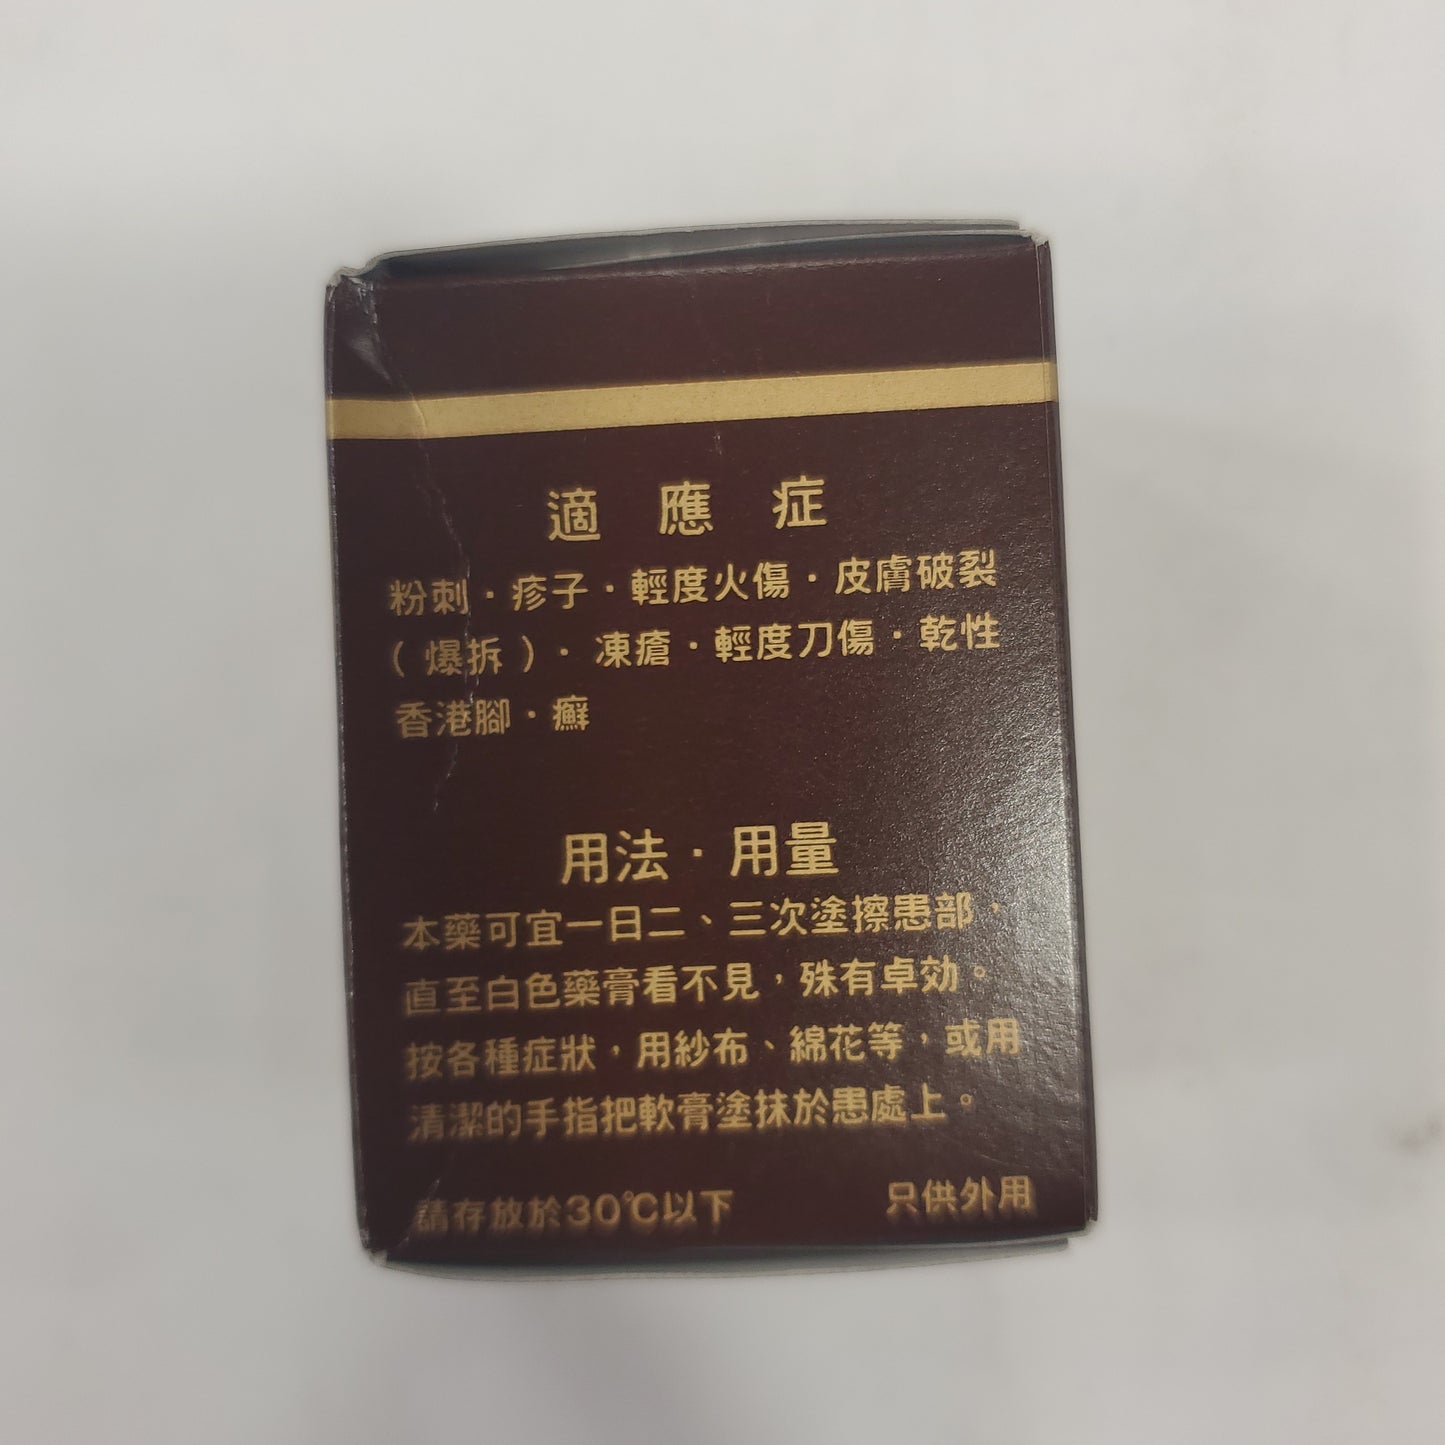 適應症
粉刺・疹子・輕度火傷・皮膚破裂
(爆拆)・凍瘡・輕度刀傷・乾性
香港腳・癬
用法・用量
本藥可宜一日二、三次塗擦患部，
直至白色藥膏看不見，殊有卓効。
按各種症狀，用紗布、綿花等，或用
清潔的手指把軟膏塗抹於患處上。
請存放於30℃以下 只供外用